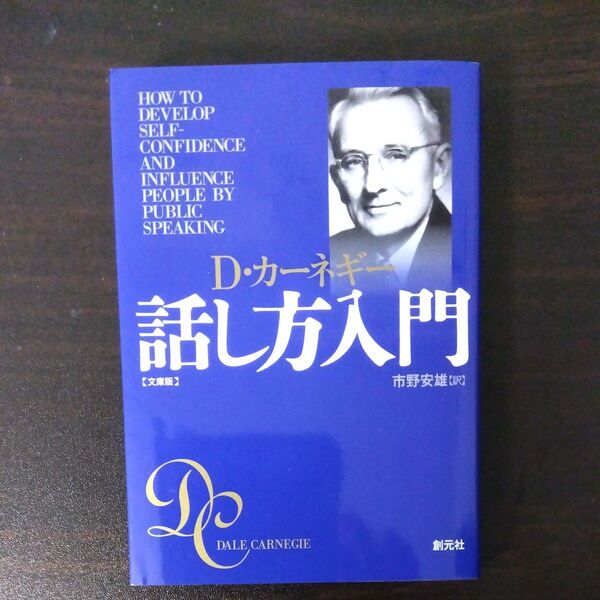 HOW TO
DEVELOP
SELF-
CONFIDENCE
AND
INFLUENCE
PEOPLE BY
PUBLIC
SPEAKING
D・カーネギー
話し方入門
【文庫版】
市野安雄【訳】
DC
DALE CARNEGIE
創元社